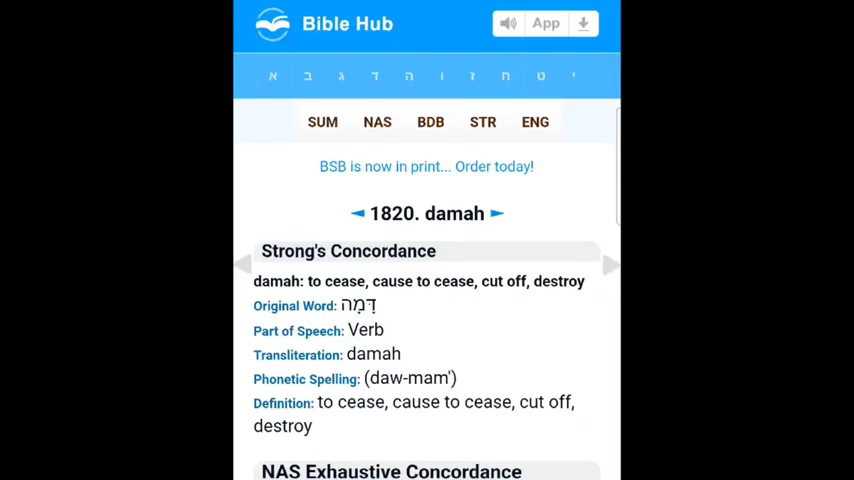 Bible Hub
App
א ב ג ד ה ו ז ח ט י
SUM NAS BDB STR ENG
BSB is now in print... Order today!
◄ 1820. damah ►
Strong's Concordance
damah: to cease, cause to cease, cut off, destroy
Original Word: דָּמָה
Part of Speech: Verb
Transliteration: damah
Phonetic Spelling: (daw-mam')
Definition: to cease, cause to cease, cut off,
destroy
NAS Exhaustive Concordance